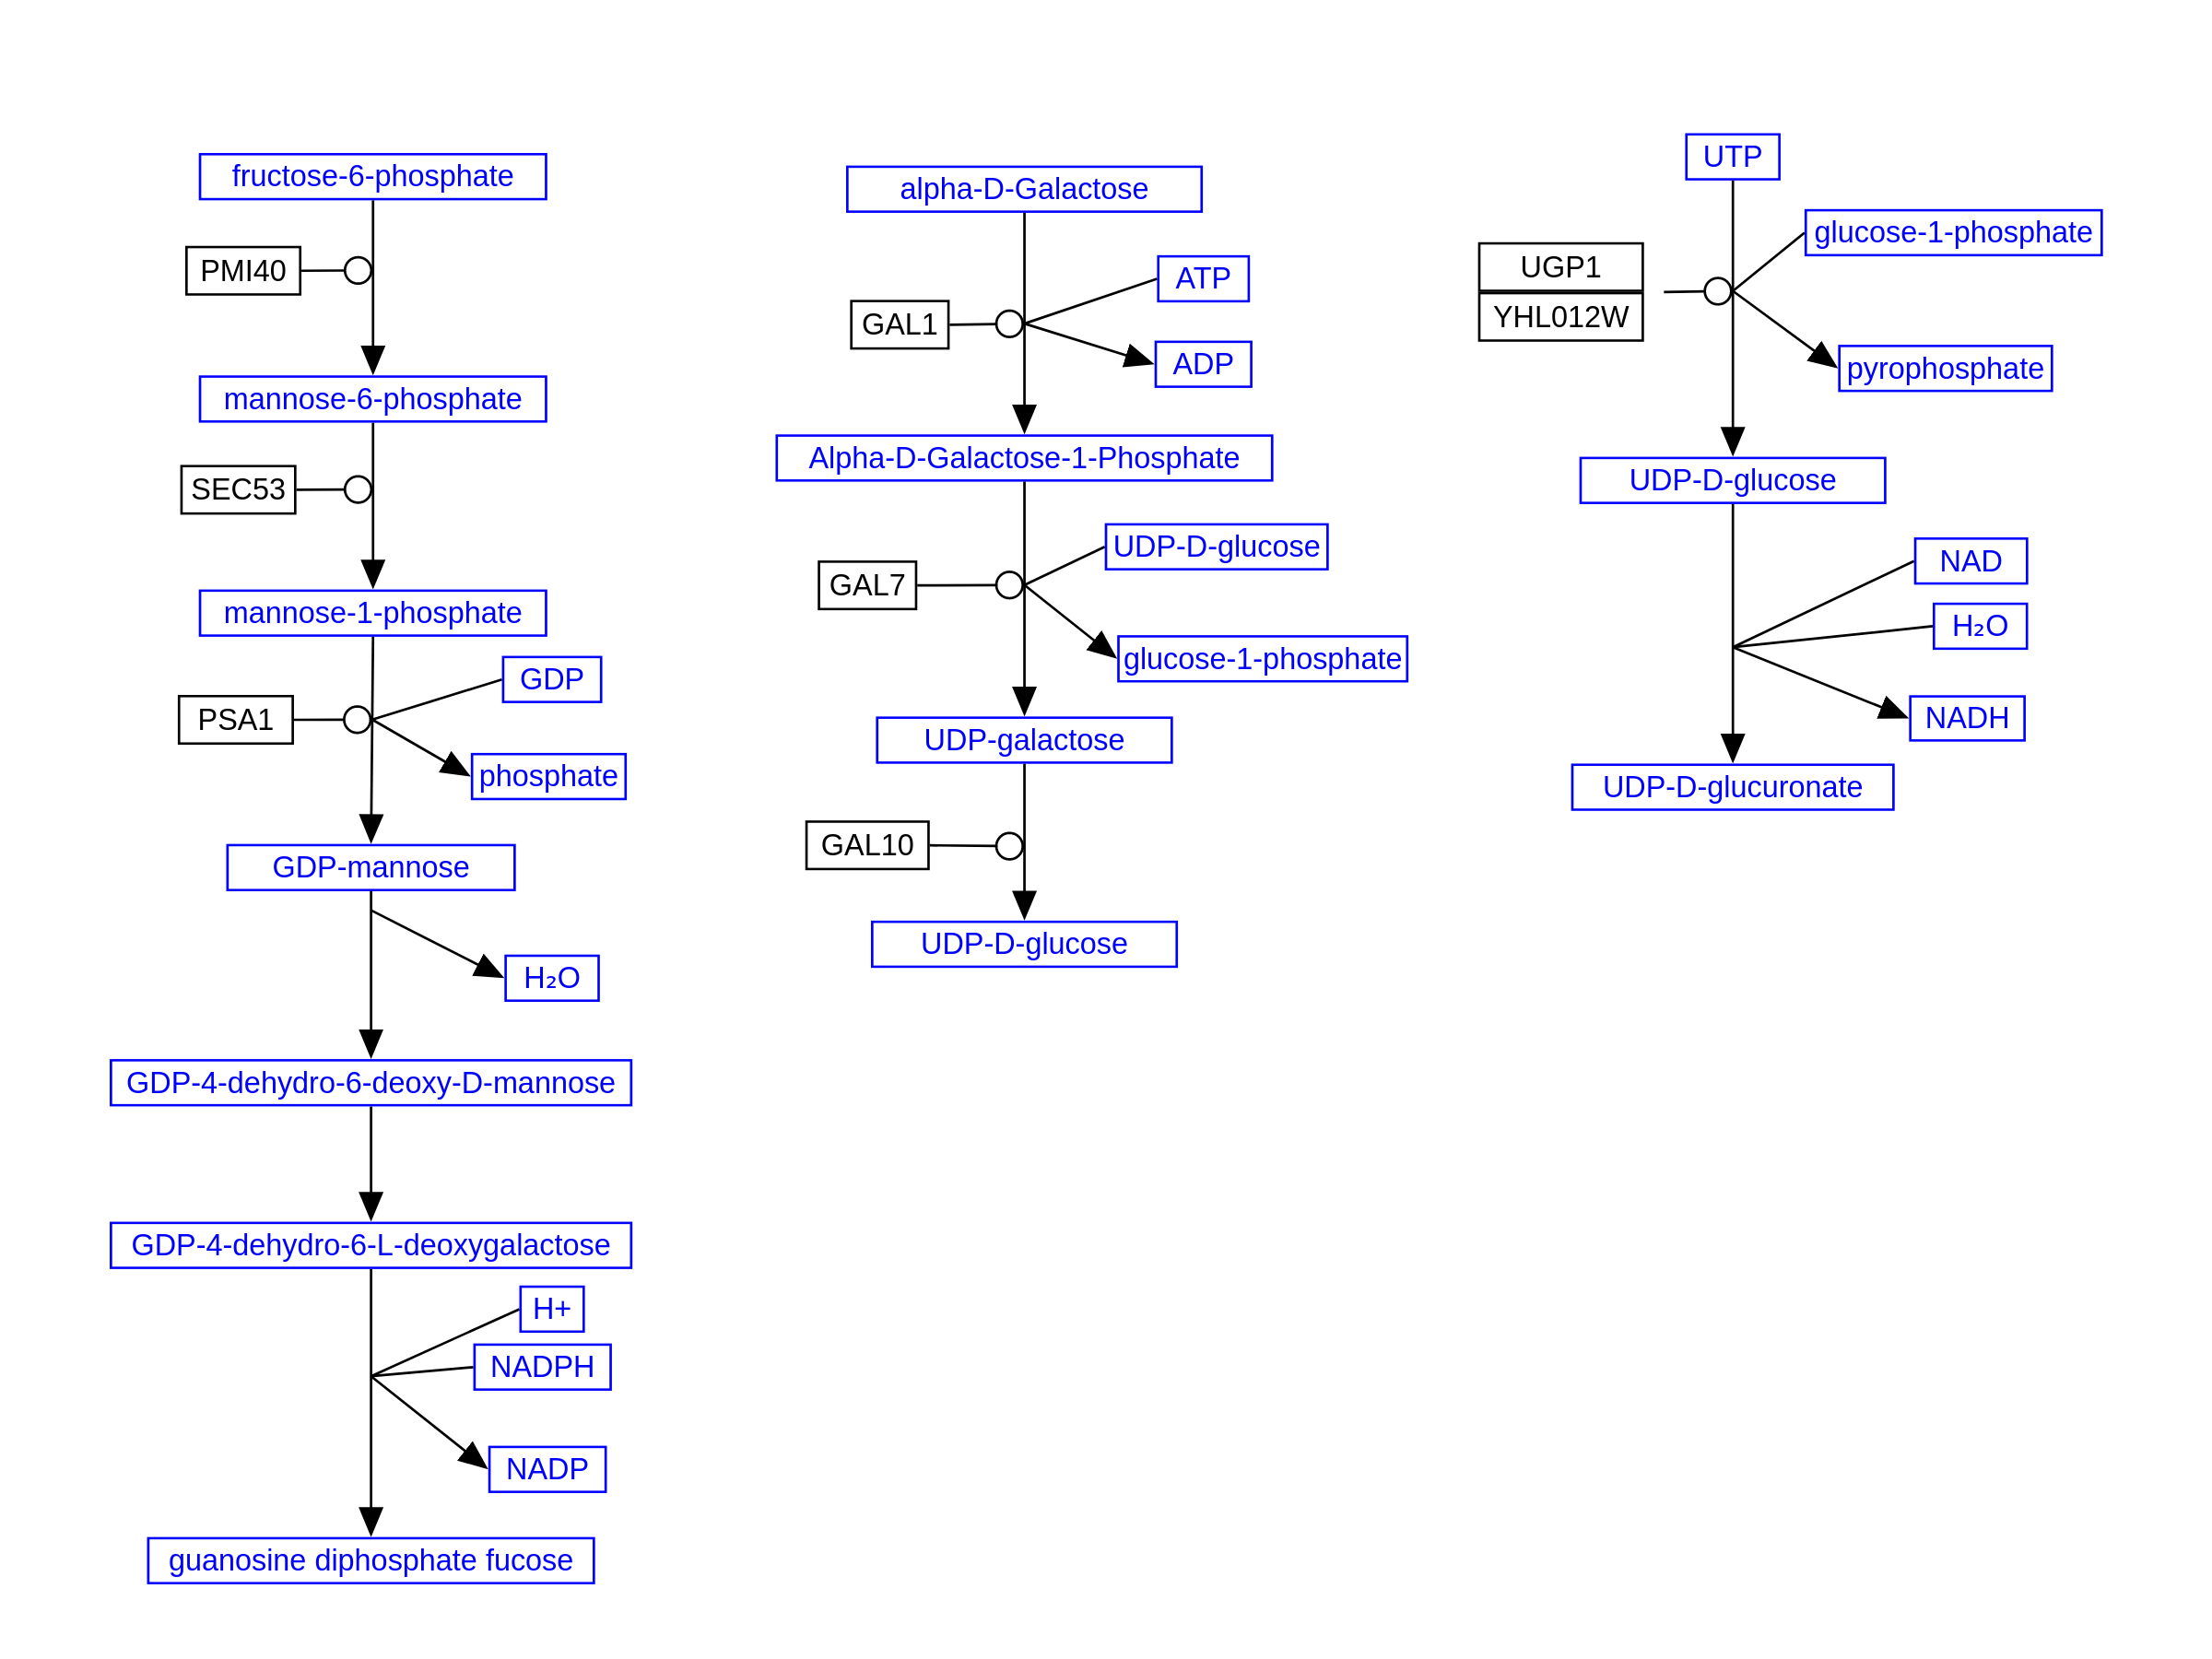 fructose-6-phosphate
PMI40
mannose-6-phosphate
SEC53
mannose-1-phosphate
GDP
PSA1
phosphate
GDP-mannose
H₂O
GDP-4-dehydro-6-deoxy-D-mannose
GDP-4-dehydro-6-L-deoxygalactose
H+
NADPH
NADP
guanosine diphosphate fucose
alpha-D-Galactose
ATP
GAL1
ADP
Alpha-D-Galactose-1-Phosphate
UDP-D-glucose
GAL7
glucose-1-phosphate
UDP-galactose
GAL10
UDP-D-glucose
UTP
glucose-1-phosphate
UGP1
YHL012W
pyrophosphate
UDP-D-glucose
NAD
H₂O
NADH
UDP-D-glucuronate